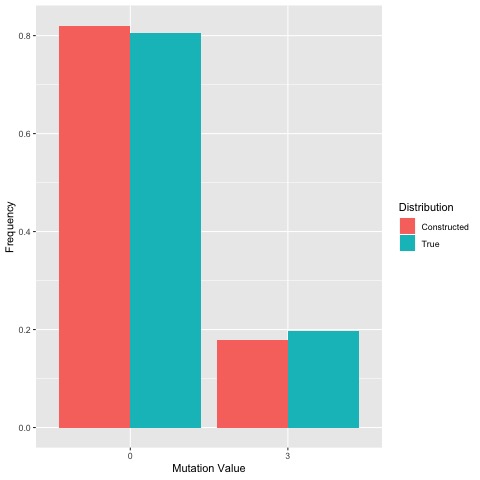 0.8
0.6
0.4
0.2
0.0
Frequency
0
3
Mutation Value
Distribution
Constructed
True